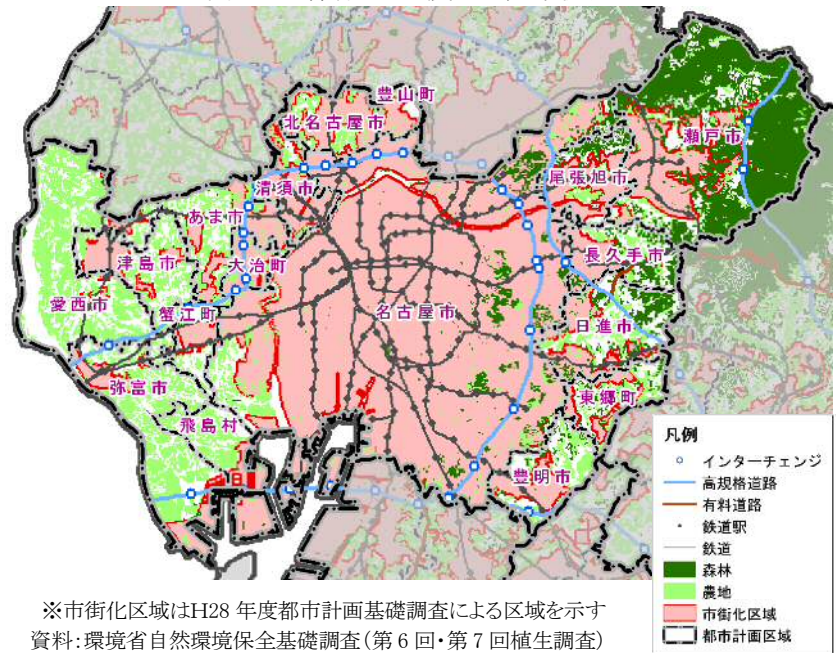 豊山町
北名古屋市
瀬戸市
尾張旭市
清須市
あま市
長久手市
津島市
大治町
愛西市
蟹江町
名古屋市
日進市
弥富市
東郷町
飛島村
豊明市
凡例
インターチェンジ
高規格道路
有料道路
鉄道駅
鉄道
森林
農地
市街化区域
都市計画区域
※市街化区域はH28 年度都市計画基礎調査による区域を示す
資料:環境省自然環境保全基礎調査(第 6 回・第 7 回植生調査)